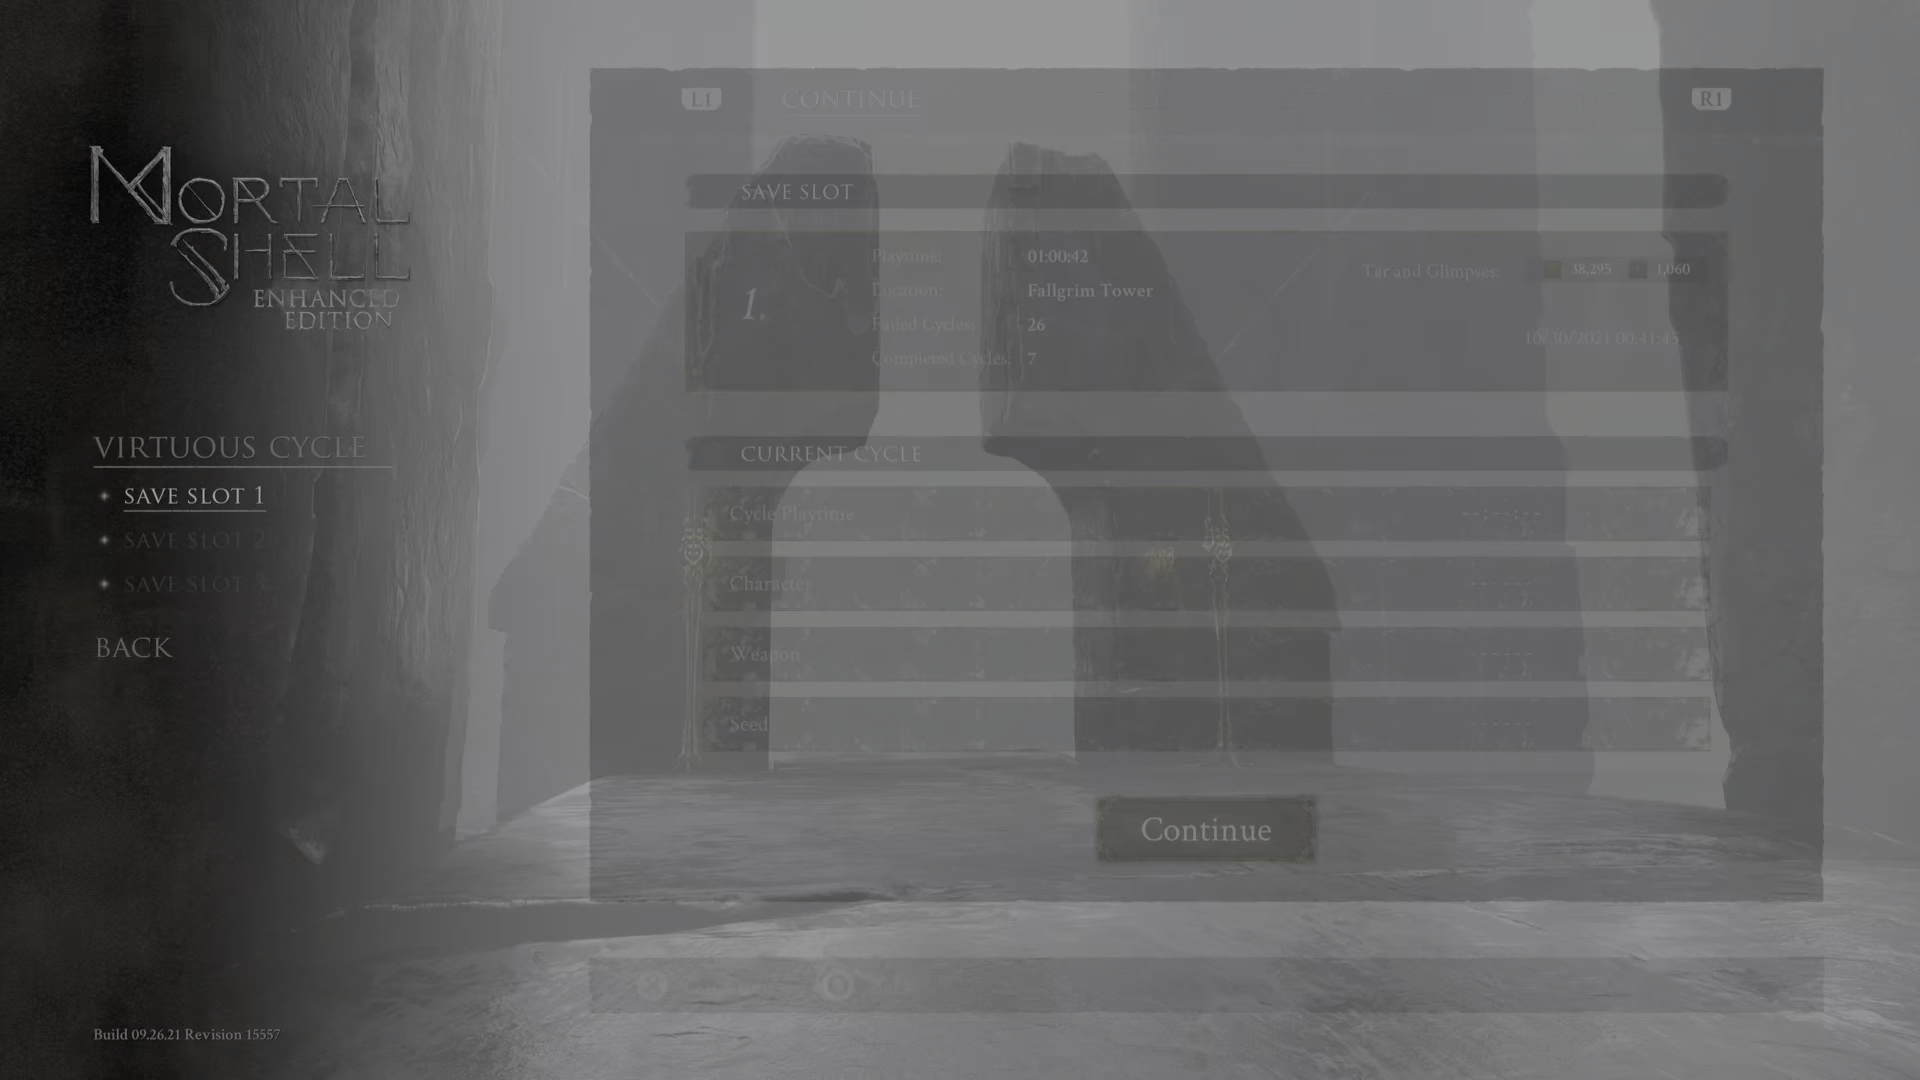 MORTAL
SHELL
ENHANCED
EDITION
VIRTUOUS CYCLE
SAVE SLOT 1
SAVE SLOT 2
SAVE SLOT 3
BACK
Build 09.26.21 Revision 15557
L1 CONTINUE R1
SAVE SLOT
1.
Playtime: 01:00:42
Location: Fallgrim Tower
Failed Cycles: 26
Completed Cycles: 7
Tar and Glimpses: 38,295 1,060
10/30/2021 00:41:45
CURRENT CYCLE
Cycle Playtime --:--:--
Character ------
Weapon ------
Seed ------
Continue